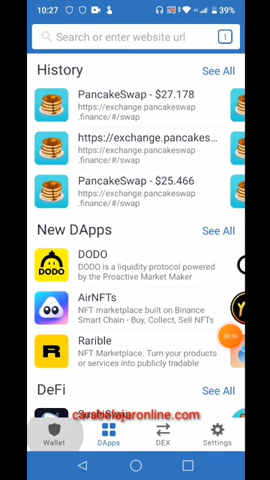 10:27
39%
Search or enter website url
1
History
See All
PancakeSwap - $27.178
https://exchange.pancakeswap
.finance/#/swap
https://exchange.pancakes...
https://exchange.pancakeswap
.finance/#/swap
PancakeSwap - $25.466
https://exchange.pancakeswap
.finance/#/swap
New DApps
See All
DODO
DODO
DODO is a liquidity protocol powered
by the Proactive Market Maker
AirNFTs
NFT marketplace built on Binance
Smart Chain - Buy, Collect, Sell NFTs
Rarible
R
NFT Marketplace. Turn your products
or services into publicly tradable
DeFi
See All
carabelajaronline.com
Wallet
DApps
DEX
Settings